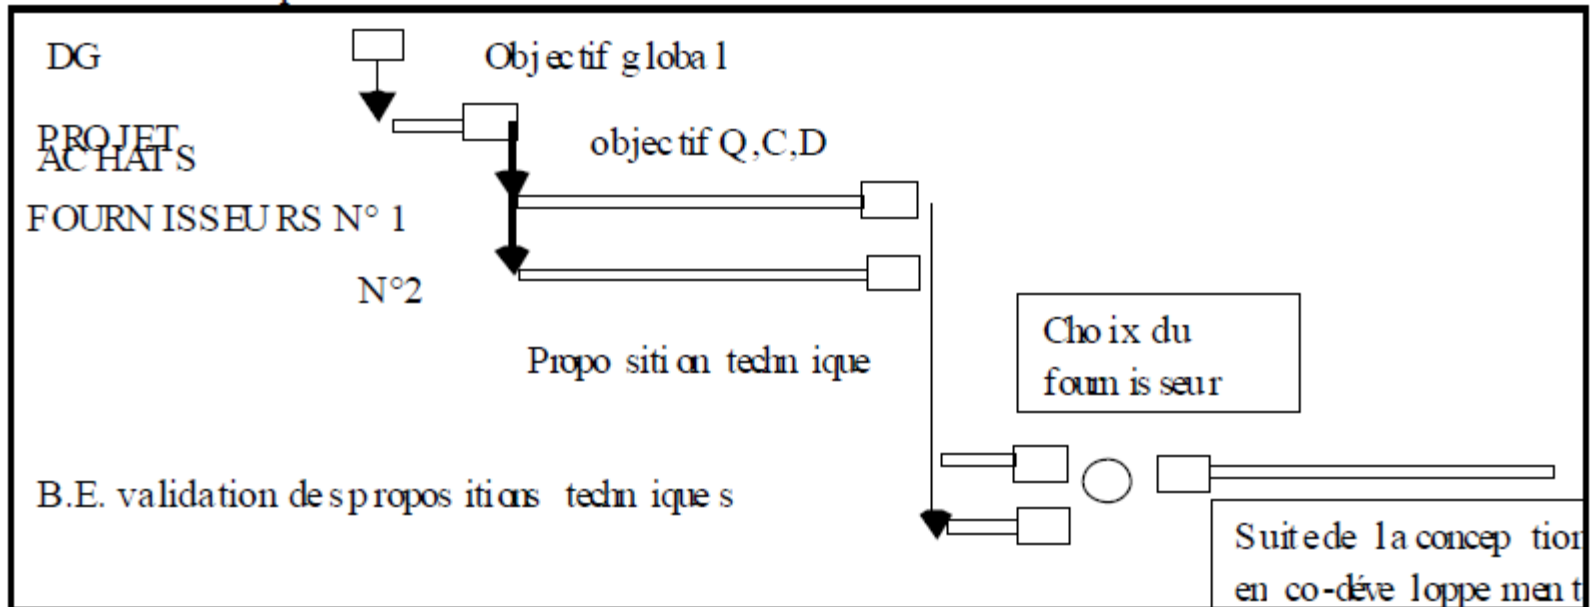 DG
Objectif global
PROJET
ACHATS
objectif Q,C,D
FOURNISSEURS N° 1
N°2
Proposition technique
Choix du
fournisseur
B.E. validation des propositions techniques
Suite de la conception
en co-développement